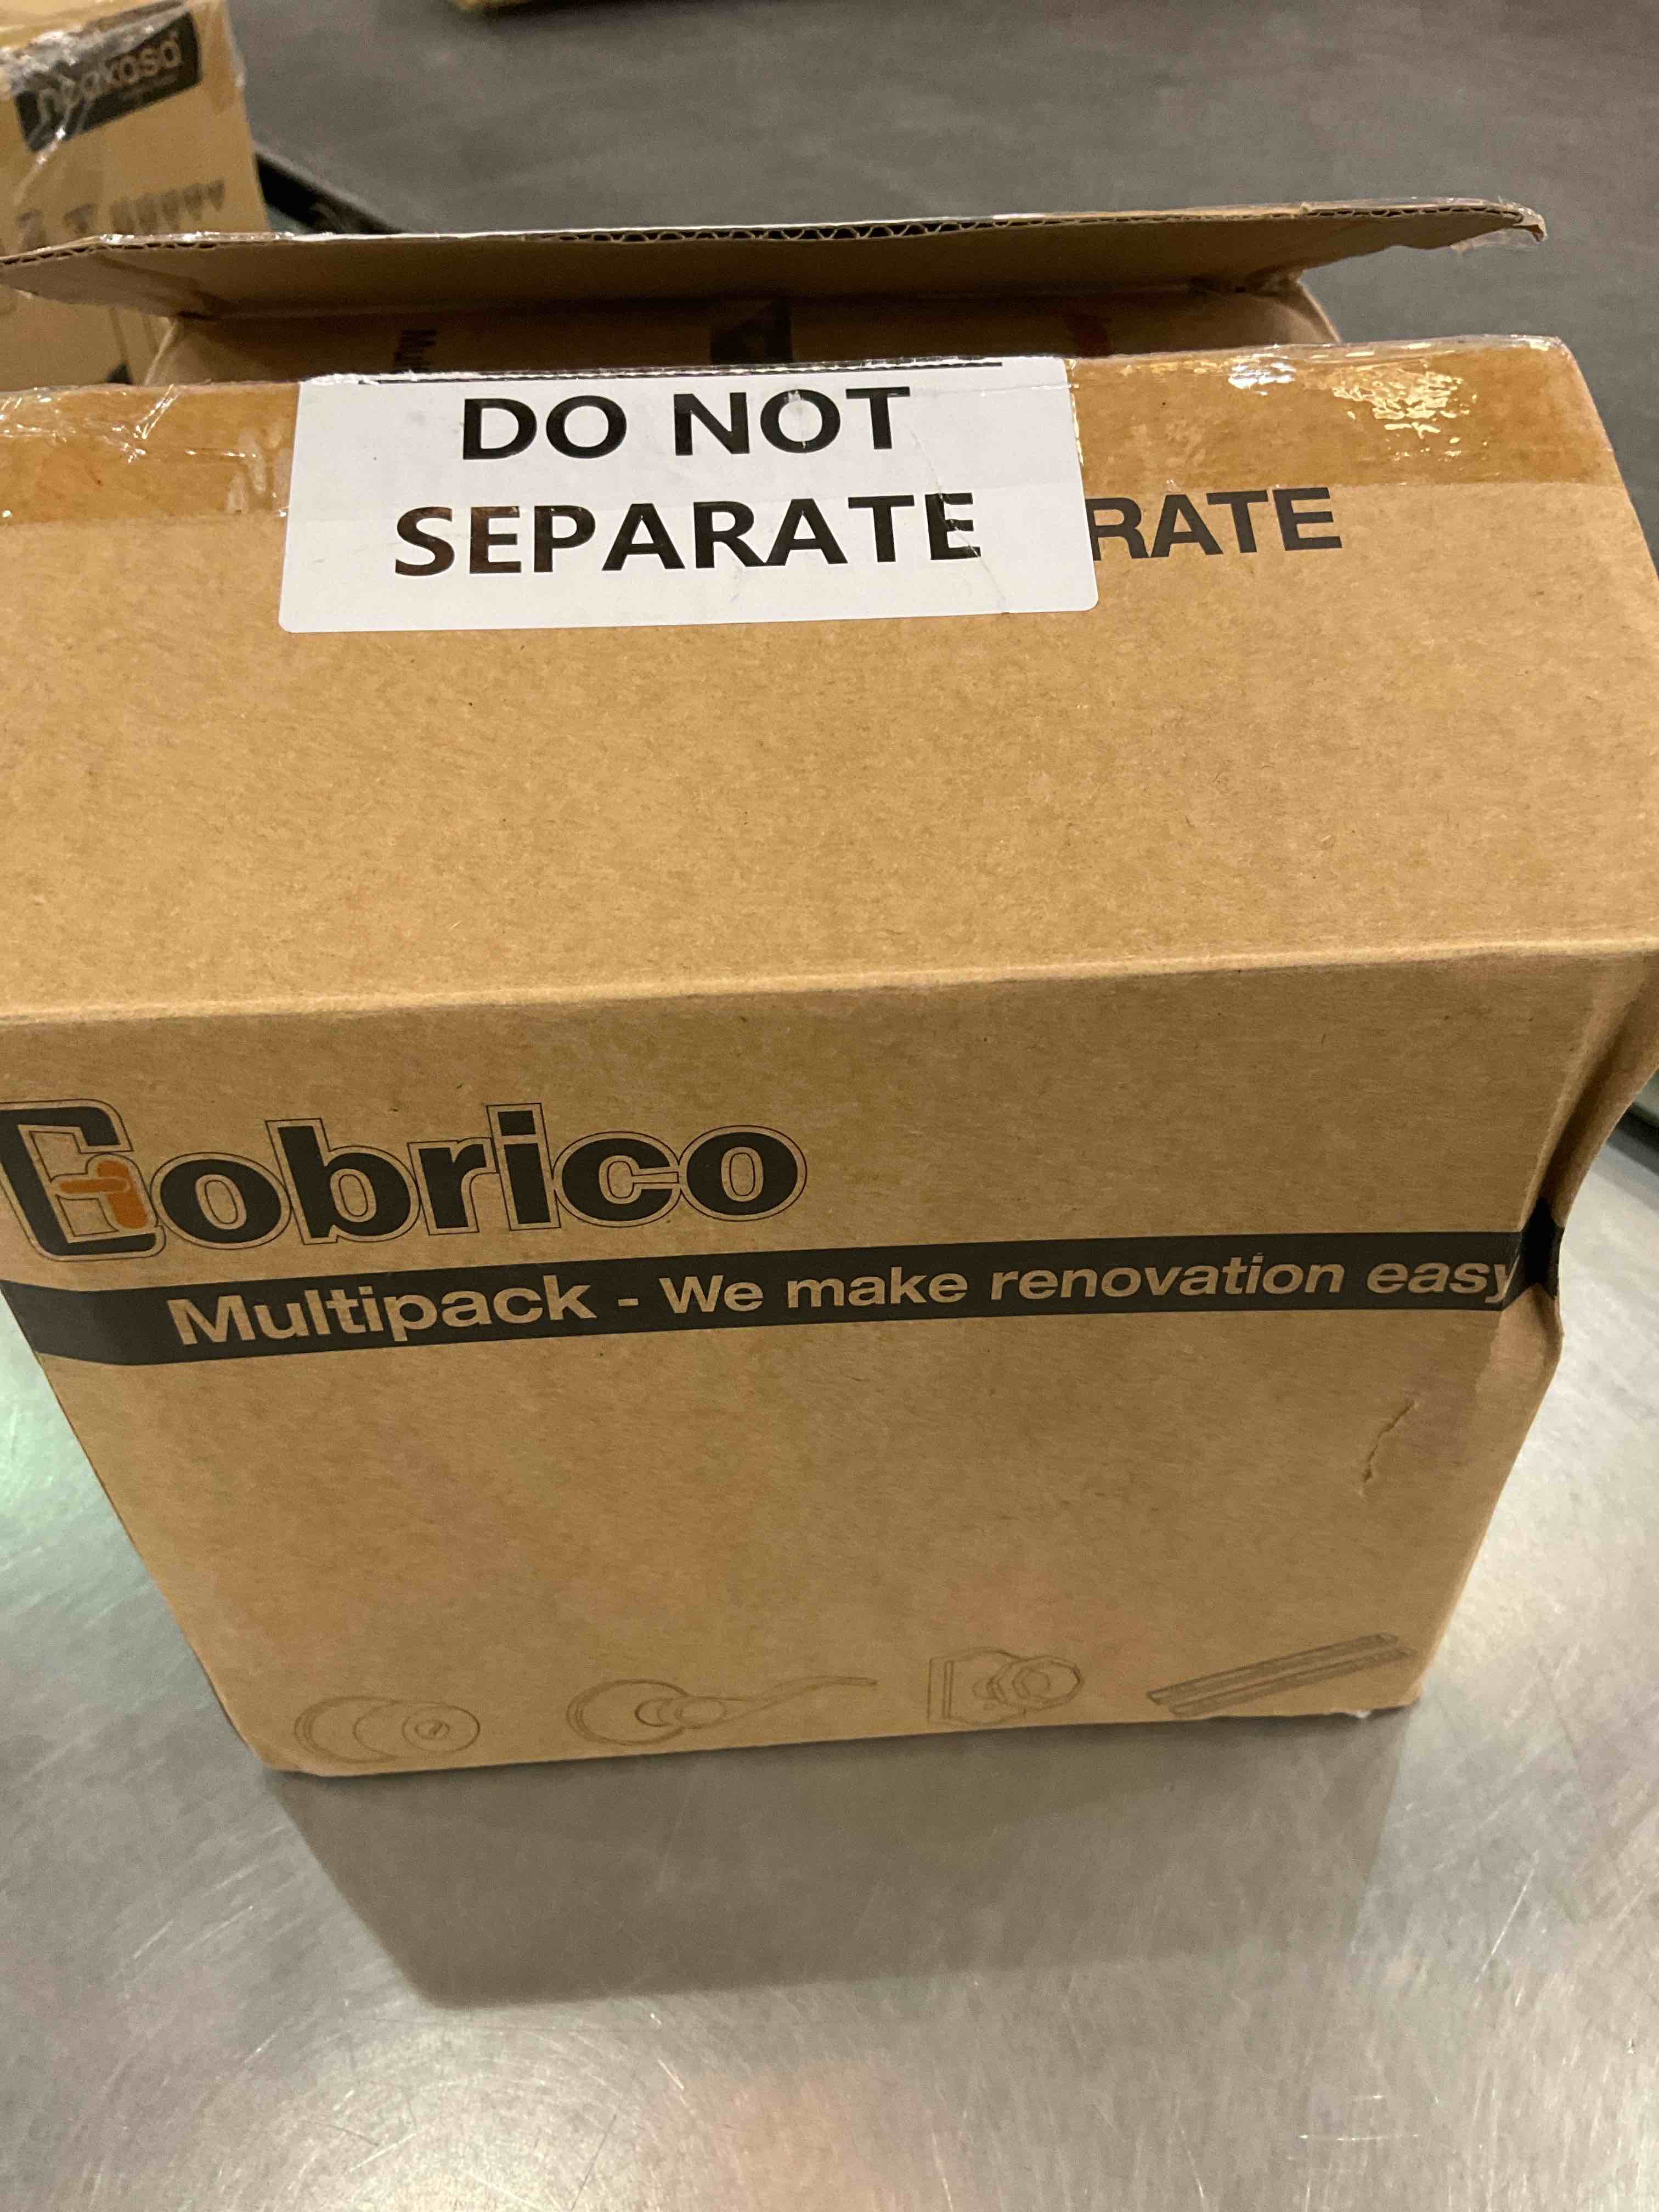 DO NOT
SEPARATE
RATE
Gobrico
Multipack - We make renovation easy